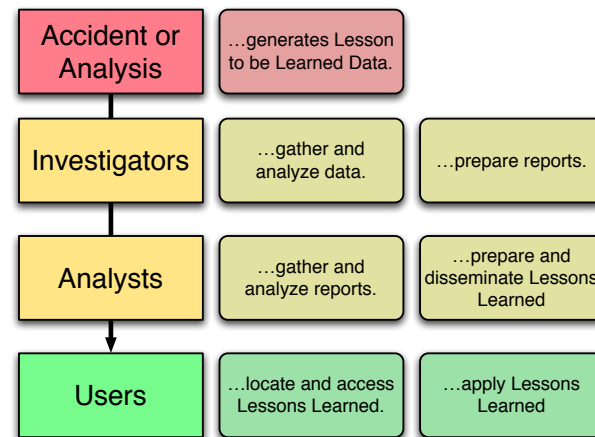 Accident or
Analysis
…generates Lesson
to be Learned Data.
Investigators
…gather and
analyze data.
…prepare reports.
Analysts
…gather and
analyze reports.
…prepare and
disseminate Lessons
Learned
Users
…locate and access
Lessons Learned.
…apply Lessons
Learned